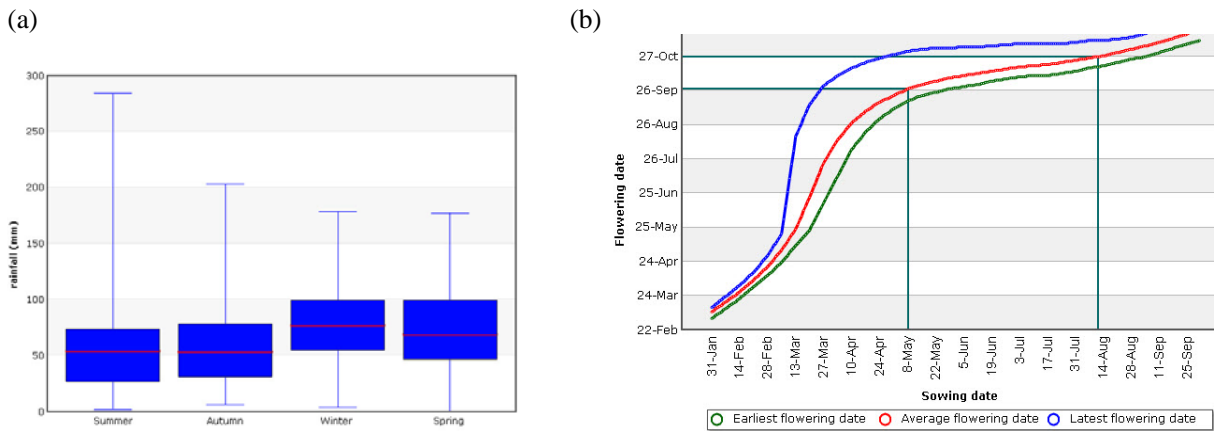 (a)
300
250
200
150
100
50
0
rainfall (mm)
Summer Autumn Winter Spring
(b)
27-Oct
26-Sep
26-Aug
26-Jul
25-Jun
25-May
24-Apr
24-Mar
22-Feb
Flowering date
31-Jan 14-Feb 28-Feb 13-Mar 27-Mar 10-Apr 24-Apr 8-May 22-May 5-Jun 19-Jun 3-Jul 17-Jul 31-Jul 14-Aug 28-Aug 11-Sep 25-Sep
Sowing date
Earliest flowering date Average flowering date Latest flowering date